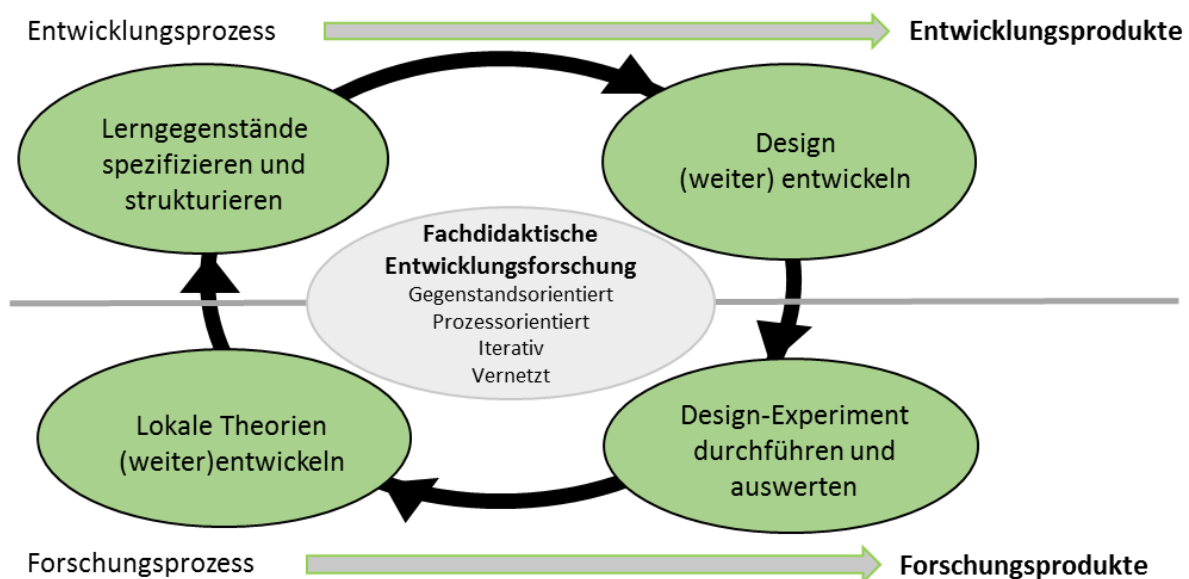 Entwicklungsprozess
Entwicklungsprodukte
Lerngegenstände
spezifizieren und
strukturieren
Design
(weiter) entwickeln
Fachdidaktische
Entwicklungsforschung
Gegenstandsorientiert
Prozessorientiert
Iterativ
Vernetzt
Lokale Theorien
(weiter)entwickeln
Design-Experiment
durchführen und
auswerten
Forschungsprozess
Forschungsprodukte